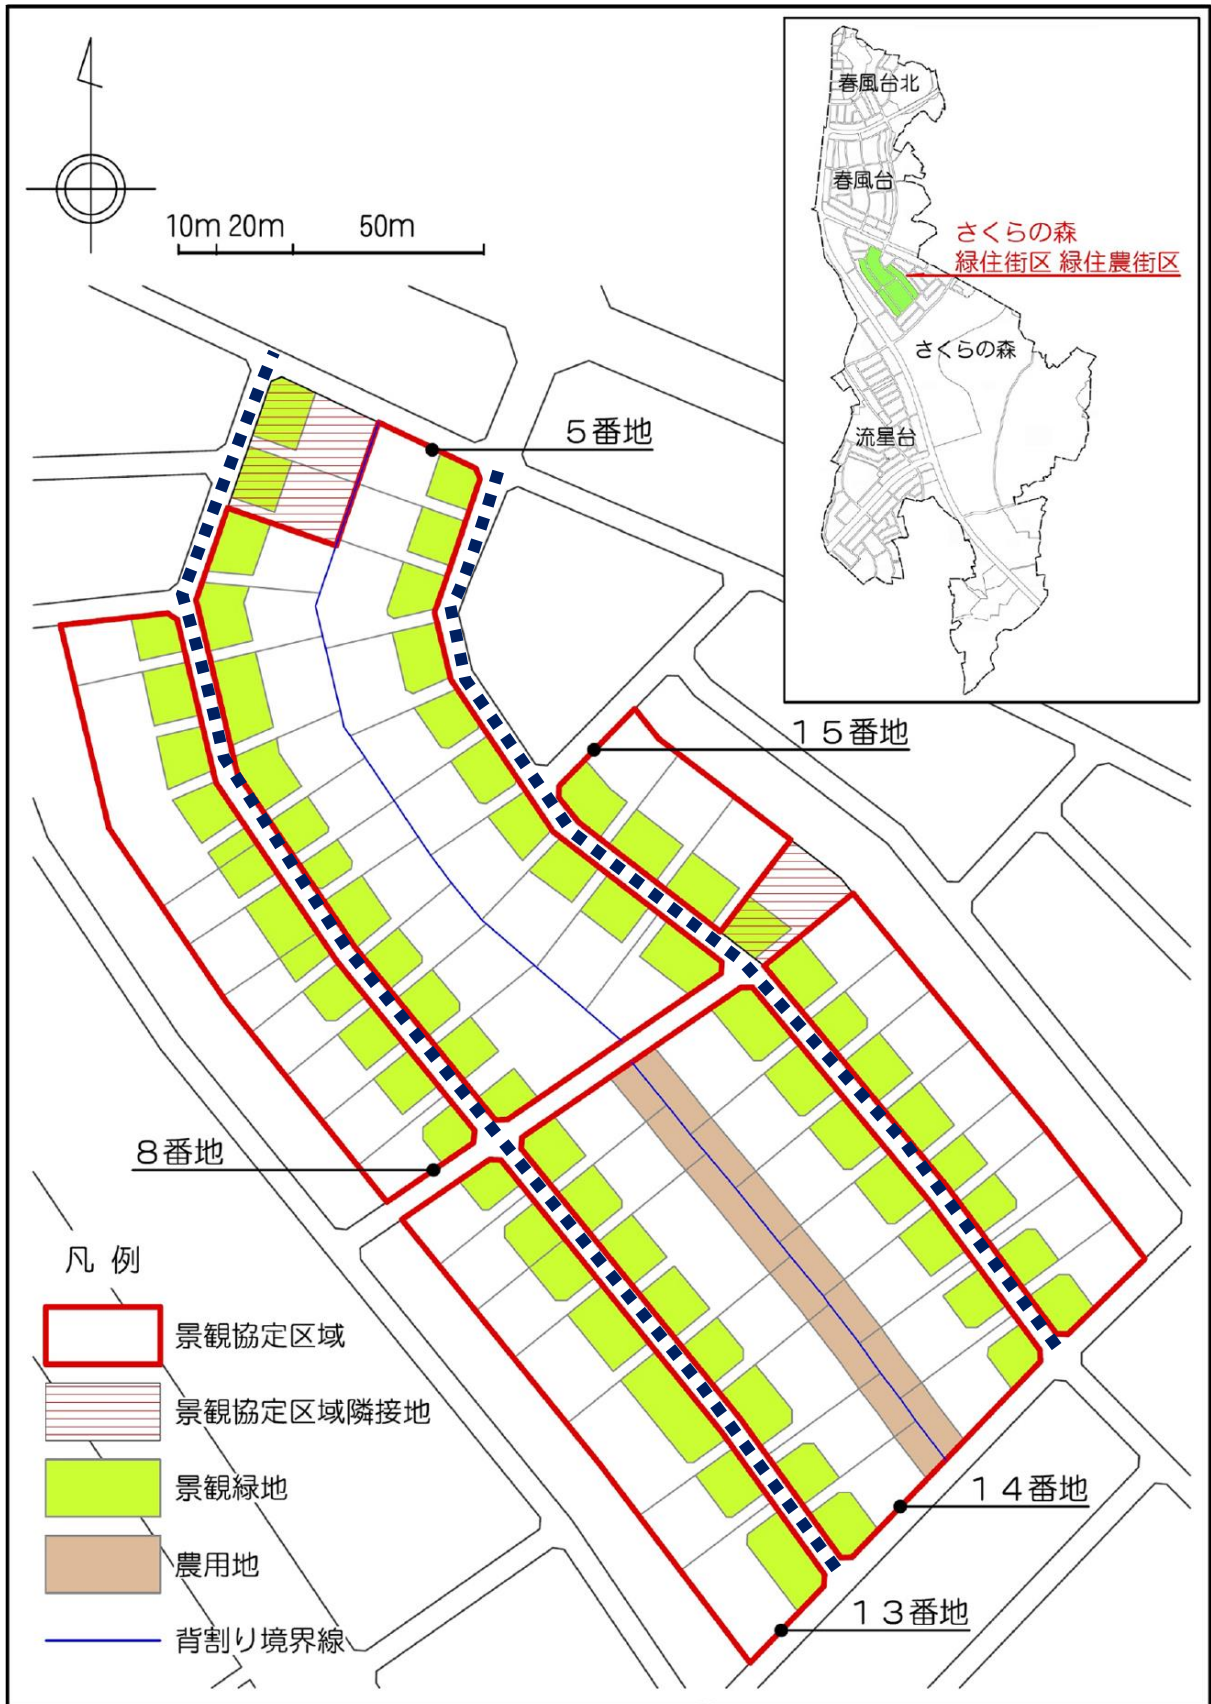 春風台北
春風台
さくらの森
緑住街区 緑住農街区
さくらの森
流星台
10m 20m 50m
5番地
15番地
8番地
凡 例
景観協定区域
景観協定区域隣接地
景観緑地
農用地
背割り境界線
14番地
13番地